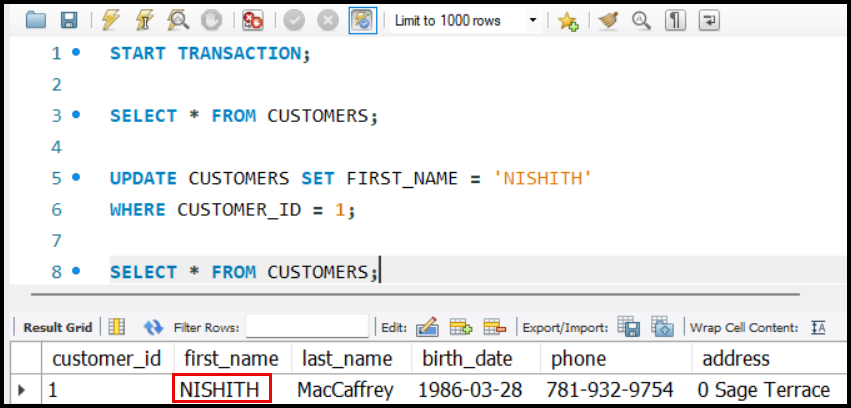 Limit to 1000 rows
1 START TRANSACTION;
2
3 SELECT * FROM CUSTOMERS;
4
5 UPDATE CUSTOMERS SET FIRST_NAME = 'NISHITH'
6 WHERE CUSTOMER_ID = 1;
7
8 SELECT * FROM CUSTOMERS;
Result Grid Filter Rows: Edit: Export/Import: Wrap Cell Content: IA
customer_id first_name last_name birth_date phone address
1 NISHITH MacCaffrey 1986-03-28 781-932-9754 0 Sage Terrace